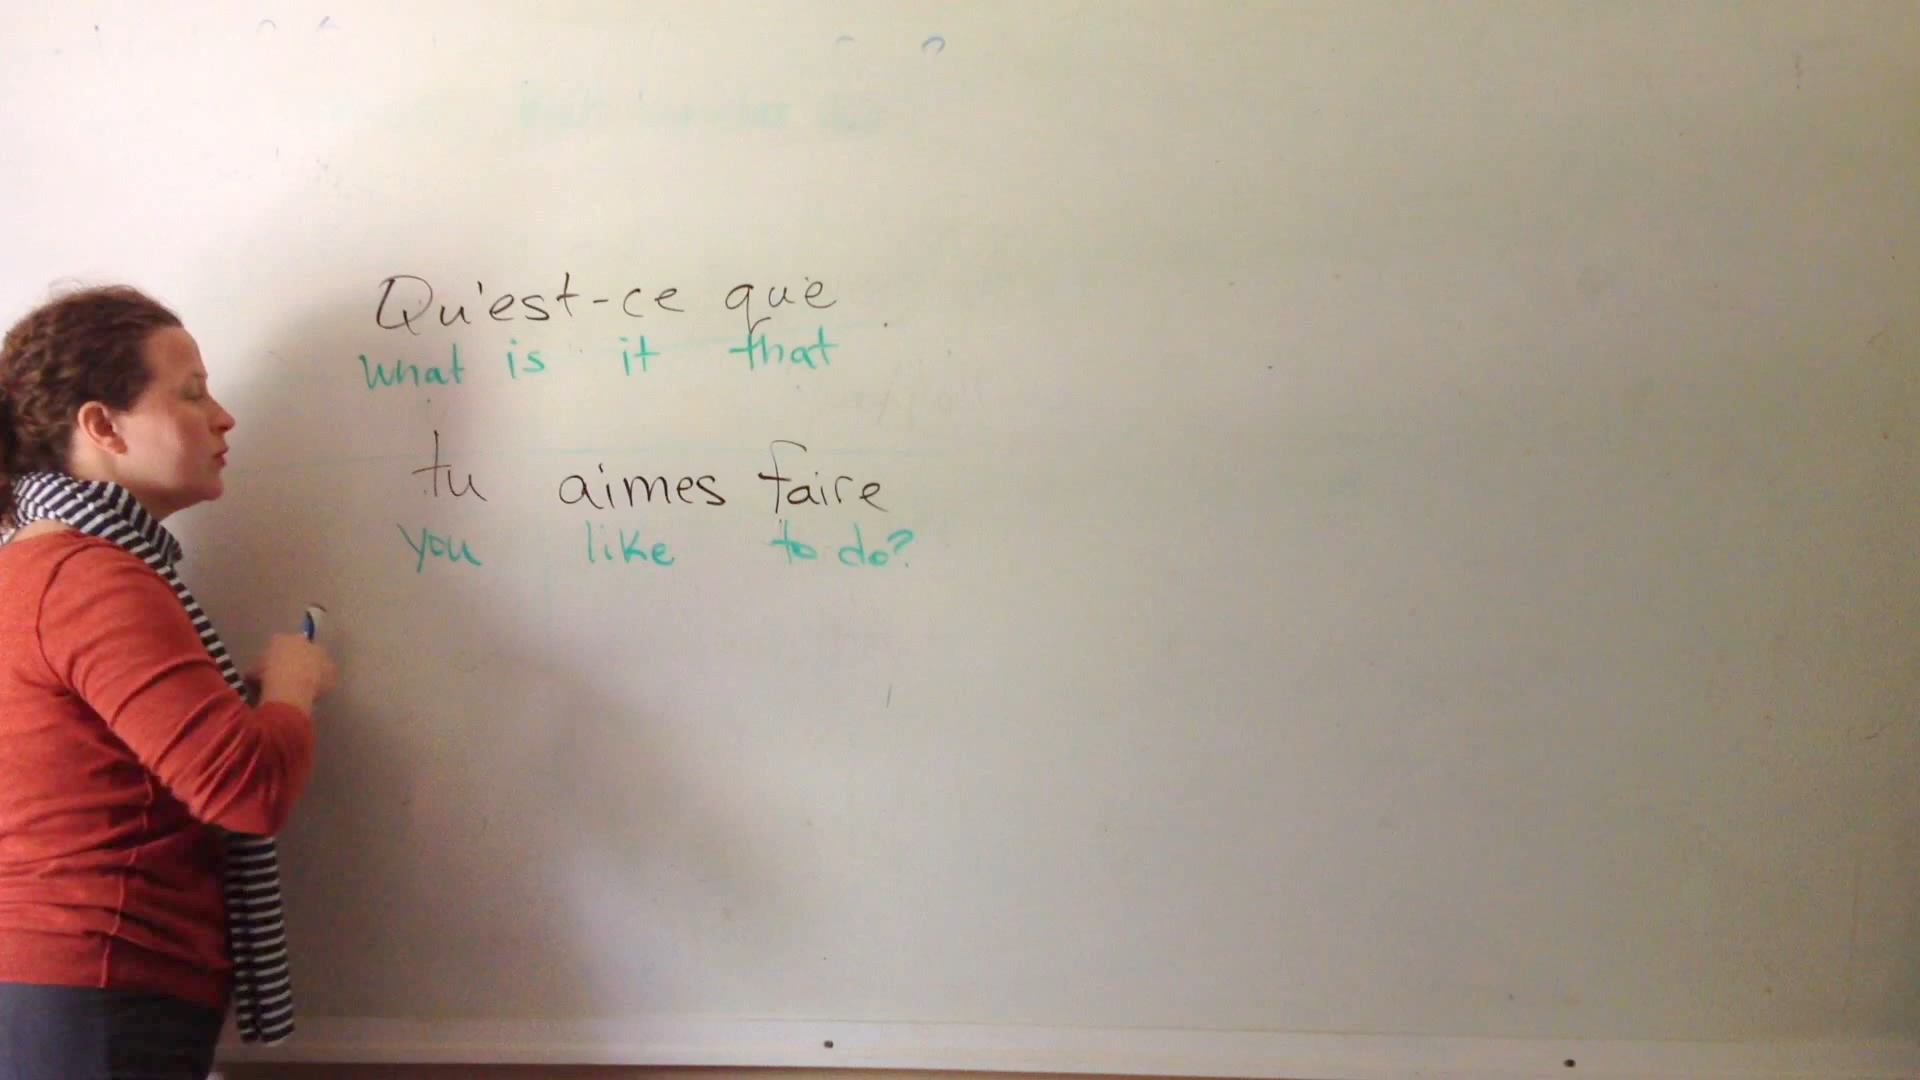 Qu'est-ce que
what is it that
tu aimes faire
you like to do?